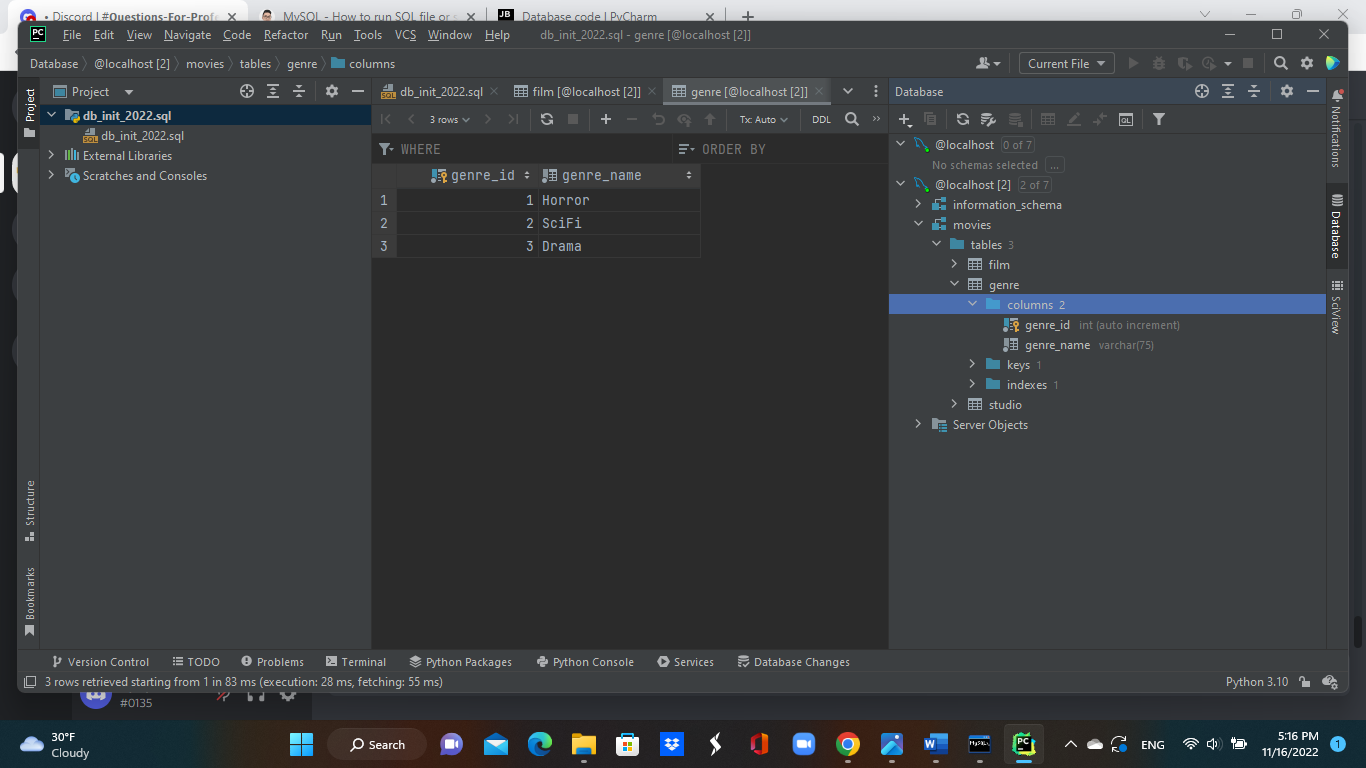 • Discord | #Questions-For-Profe
MySQL - How to run SQL file or s
Database code | PyCharm
File Edit View Navigate Code Refactor Run Tools VCS Window Help db_init_2022.sql - genre [@localhost [2]]
Database @localhost [2] movies tables genre columns
Current File
Project
Project
db_init_2022.sql
db_init_2022.sql
External Libraries
Scratches and Consoles
Structure
Bookmarks
db_init_2022.sql film [@localhost [2]] genre [@localhost [2]]
3 rows Tx: Auto DDL
WHERE ORDER BY
genre_id genre_name
1 1 Horror
2 2 SciFi
3 3 Drama
Database
@localhost 0 of 7
No schemas selected ...
@localhost [2] 2 of 7
information_schema
movies
tables 3
film
genre
columns 2
genre_id int (auto increment)
genre_name varchar(75)
keys 1
indexes 1
studio
Server Objects
Notifications
Database
SciView
Version Control TODO Problems Terminal Python Packages Python Console Services Database Changes
3 rows retrieved starting from 1 in 83 ms (execution: 28 ms, fetching: 55 ms)
Python 3.10
#0135
30°F
Cloudy
Search
ENG
5:16 PM
11/16/2022
1